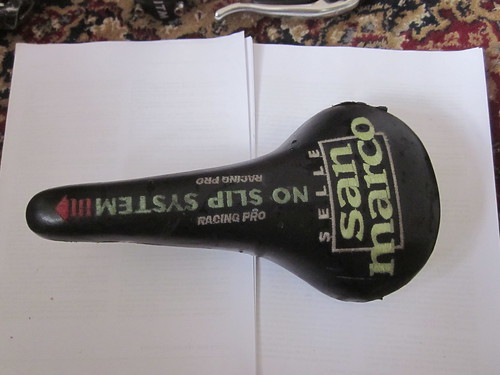 SELLE
san
marco
NO SLIP SYSTEM
RACING PRO
RACING PRO